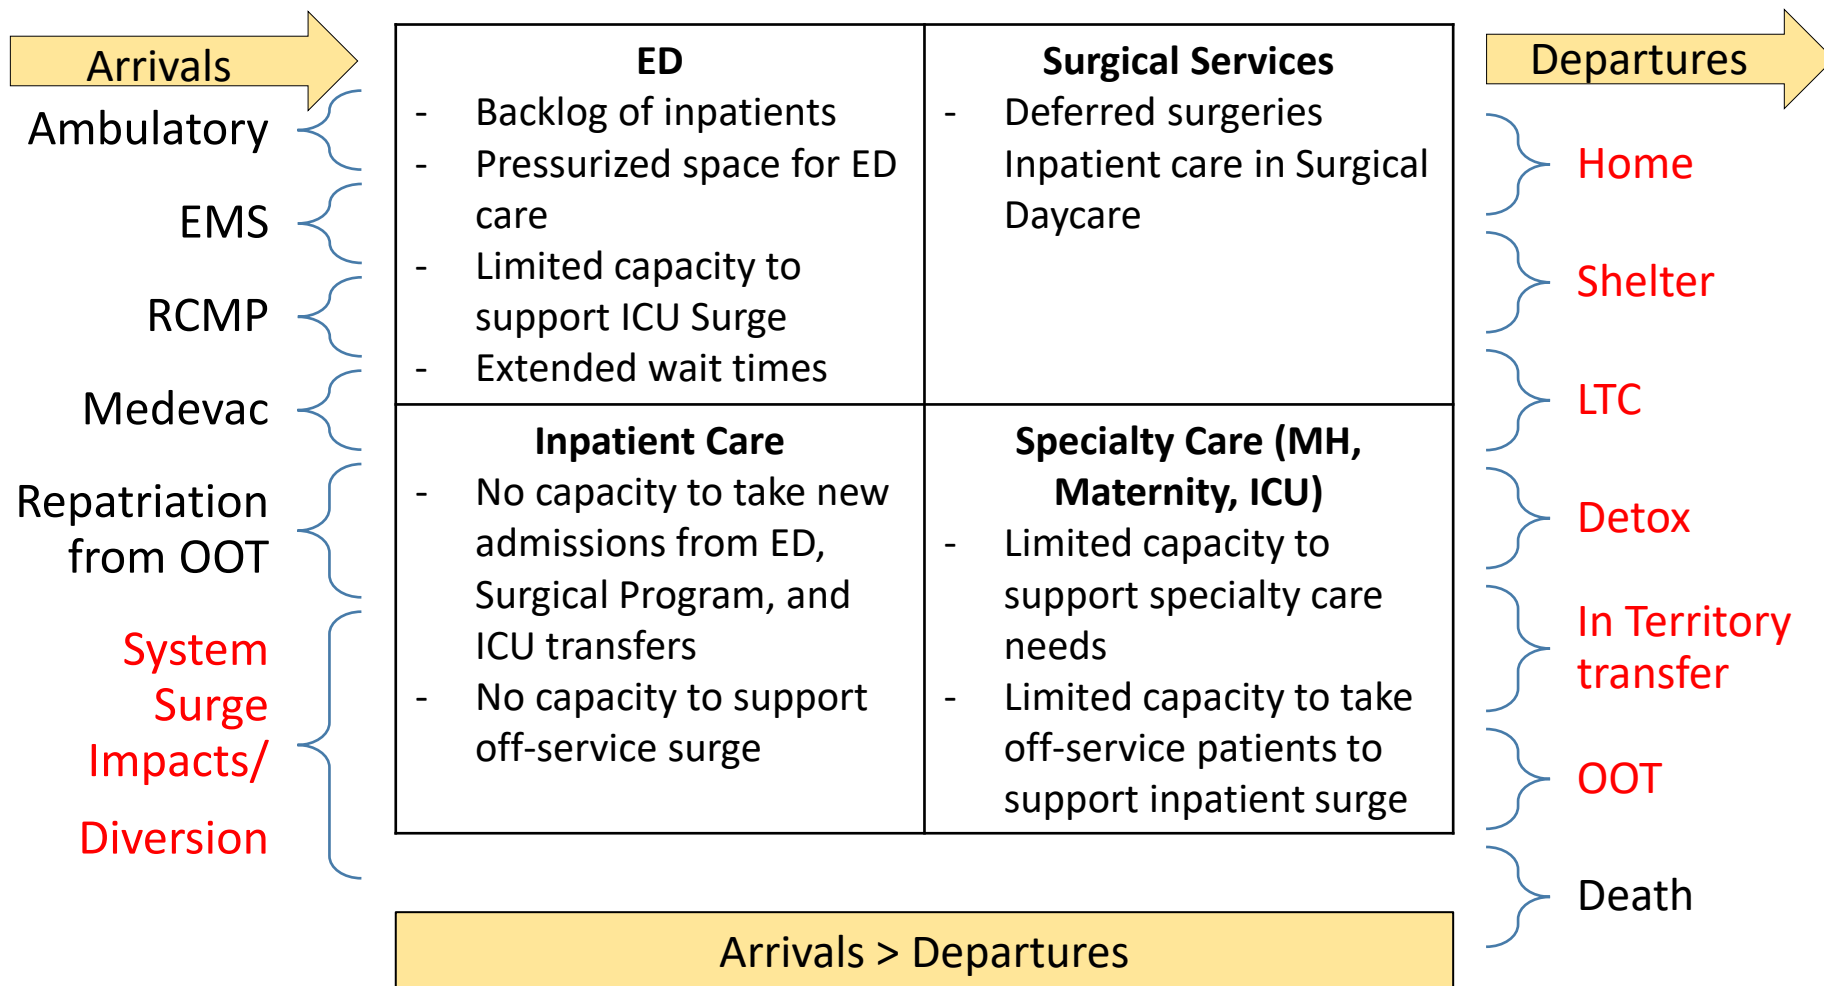 Arrivals
Ambulatory
EMS
RCMP
Medevac
Repatriation
from OOT
System
Surge
Impacts/
Diversion
ED
- Backlog of inpatients
- Pressurized space for ED
care
- Limited capacity to
support ICU Surge
- Extended wait times
Surgical Services
- Deferred surgeries
Inpatient care in Surgical
Daycare
Inpatient Care
- No capacity to take new
admissions from ED,
Surgical Program, and
ICU transfers
- No capacity to support
off-service surge
Specialty Care (MH,
Maternity, ICU)
- Limited capacity to
support specialty care
needs
- Limited capacity to take
off-service patients to
support inpatient surge
Departures
Home
Shelter
LTC
Detox
In Territory
transfer
OOT
Death
Arrivals > Departures